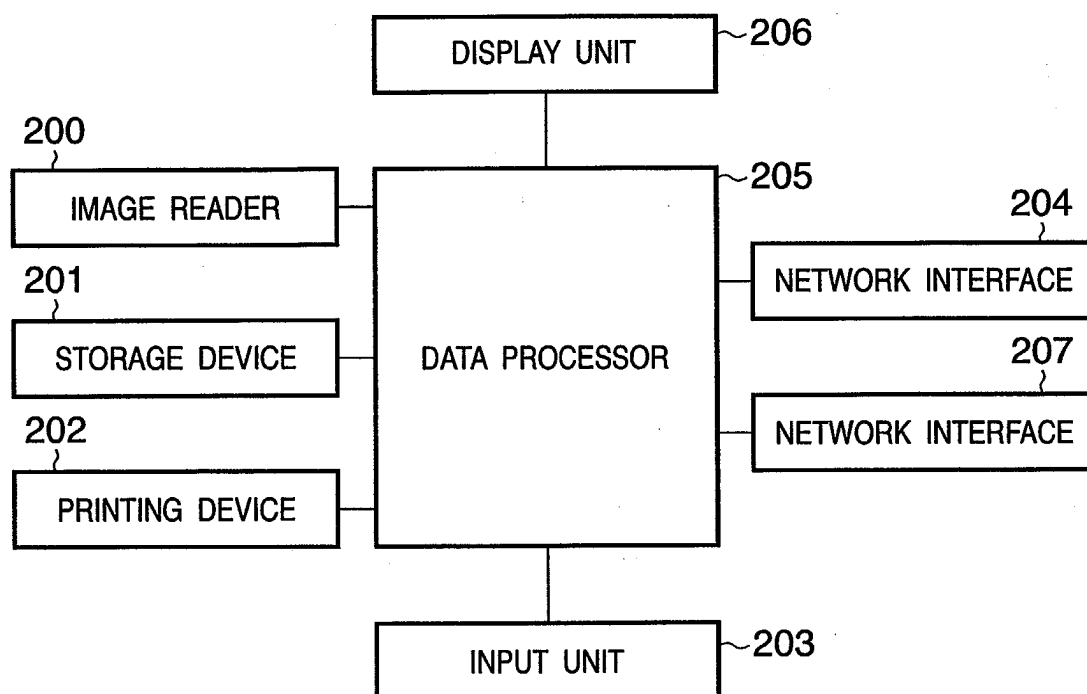 206
DISPLAY UNIT
200
IMAGE READER
205
204
NETWORK INTERFACE
201
STORAGE DEVICE
DATA PROCESSOR
207
NETWORK INTERFACE
202
PRINTING DEVICE
203
INPUT UNIT